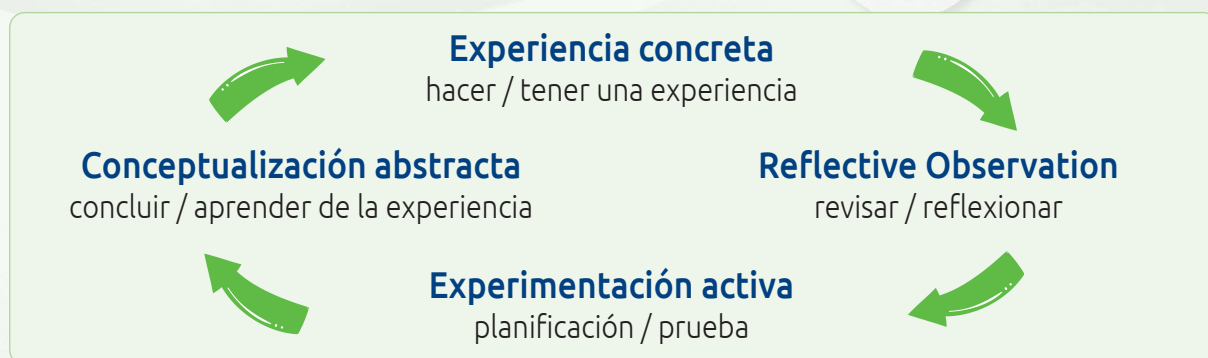 Experiencia concreta
hacer / tener una experiencia
Conceptualización abstracta
concluir / aprender de la experiencia
Reflective Observation
revisar / reflexionar
Experimentación activa
planificación / prueba